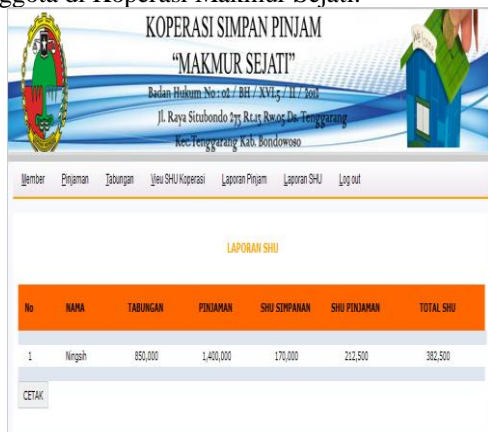 ggota di Koperasi Makmur Sejati.
KOPERASI SIMPAN PINJAM
“MAKMUR SEJATI”
Badan Hukum No : 02 / BH / XVI.5 / II / 2012
Jl. Raya Situbondo 275 Rt.15 Rw.05 Ds. Tenggarang
Kec.Tenggarang Kab. Bondowoso
Member Pinjaman Tabungan Vieu SHU Koperasi Laporan Pinjam Laporan SHU Log out
LAPORAN SHU
No NAMA TABUNGAN PINJAMAN SHU SIMPANAN SHU PINJAMAN TOTAL SHU
1 Ningsih 850,000 1,400,000 170,000 212,500 382,500
CETAK